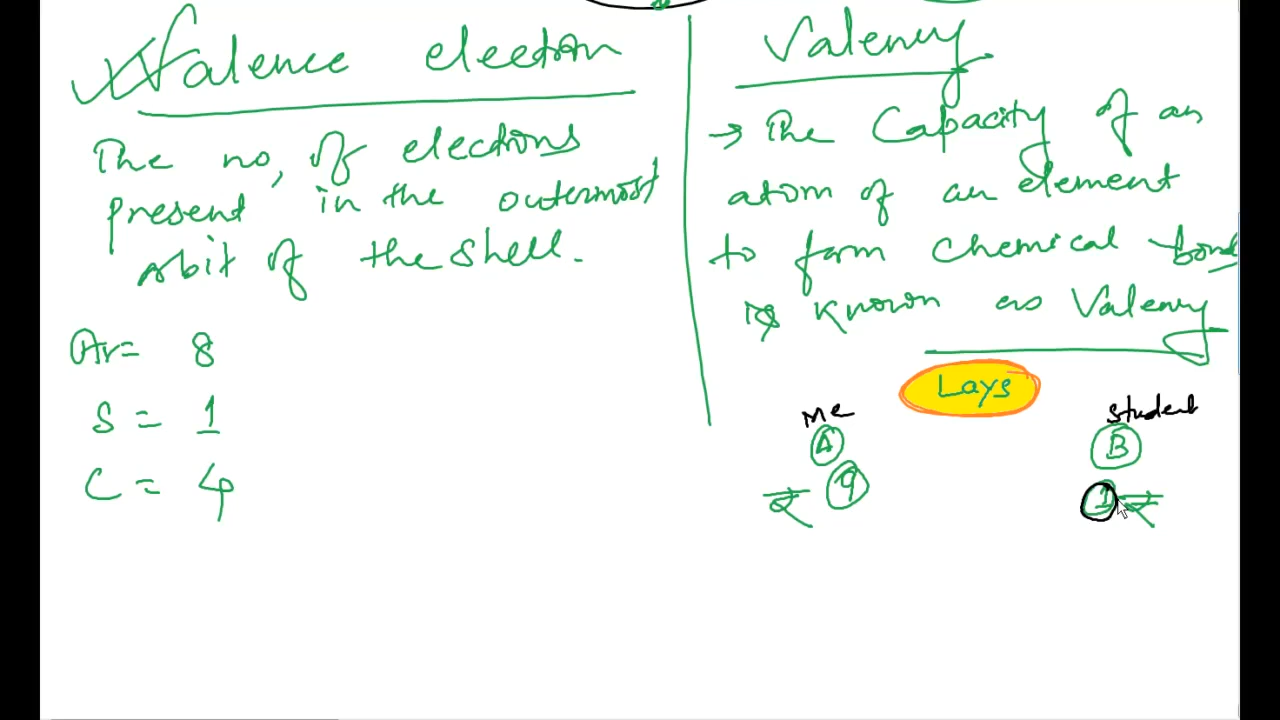 Valence electron
The no, of electrons
present in the outermost
orbit of the shell.
Ar= 8
S = 1
C = 4
Valency
→ The Capacity of an
atom of an element
to form chemical bond
is known as Valency
Lays
Me
Student
A
B
₹ 9
1 ₹